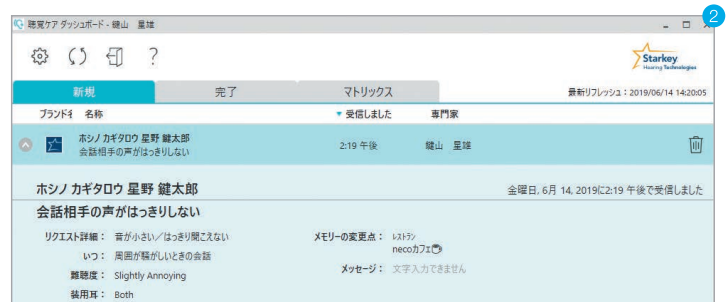 聴覚ケア ダッシュボード - 鍵山 星雄
2
?
Starkey
Hearing Technologies
新規 完了 マトリックス 最新リフレッシュ：2019/06/14 14:20:05
ブランド名 名称 ▼ 受信しました 専門家
ホシノ カギタロウ 星野 鍵太郎 2:19 午後 鍵山 星雄
会話相手の声がはっきりしない
ホシノ カギタロウ 星野 鍵太郎 金曜日, 6月 14, 2019に2:19 午後で受信しました
会話相手の声がはっきりしない
リクエスト詳細： 音が小さい／はっきり聞こえない メモリーの変更点： レストラン
いつ： 周囲が騒がしいときの会話 necoカフェ
難聴度： Slightly Annoying メッセージ： 文字入力できません
装用耳： Both